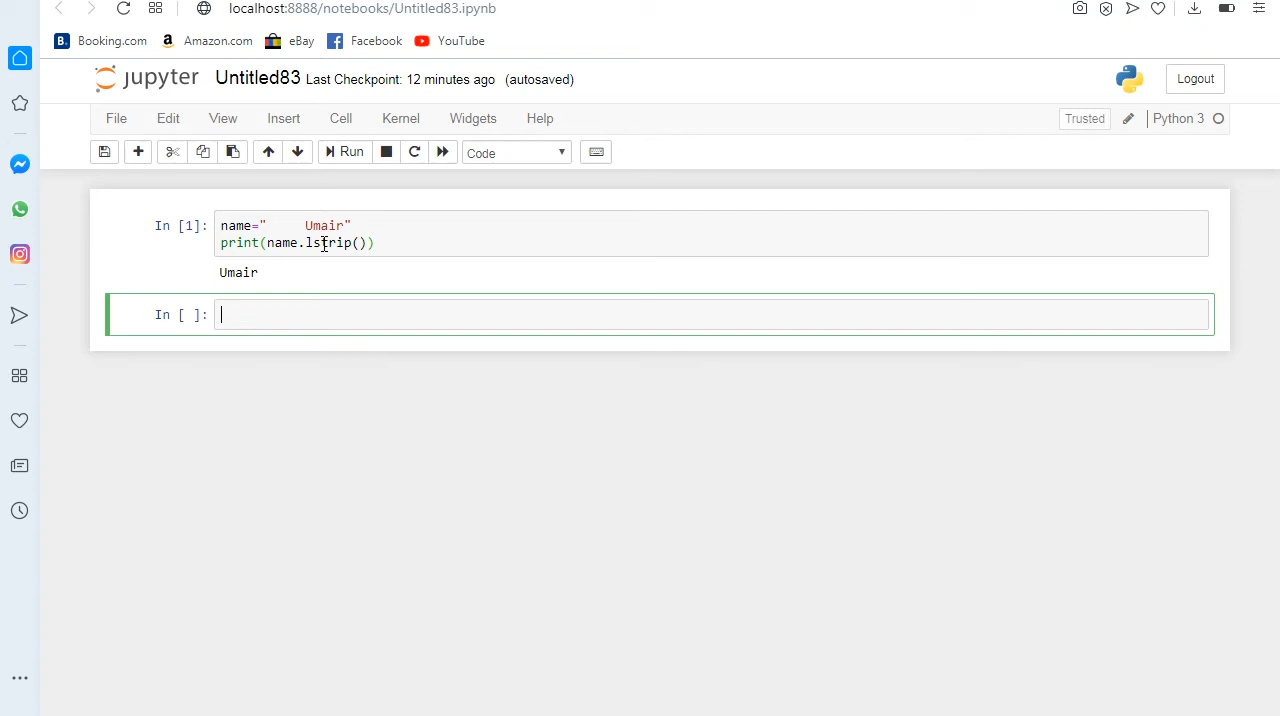 localhost:8888/notebooks/Untitled83.ipynb
B. Booking.com a Amazon.com eBay Facebook YouTube
jupyter Untitled83 Last Checkpoint: 12 minutes ago (autosaved) Logout
File Edit View Insert Cell Kernel Widgets Help Trusted Python 3
Run Code
In [1]: name="     Umair"
print(name.lstrip())
Umair
In [ ]: